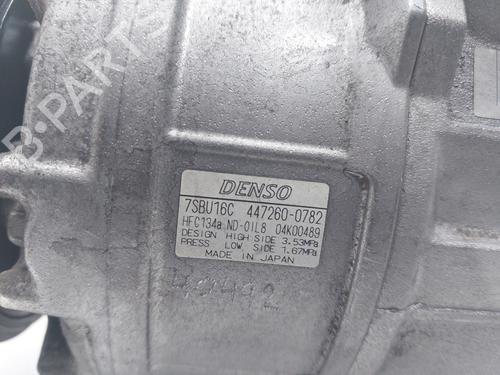 B-PARTS
DENSO
7SBU16C 447260-0782
HFC134a ND-OIL8 04K00489
DESIGN HIGH SIDE 3.53MPa
PRESS LOW SIDE 1.67MPa
MADE IN JAPAN